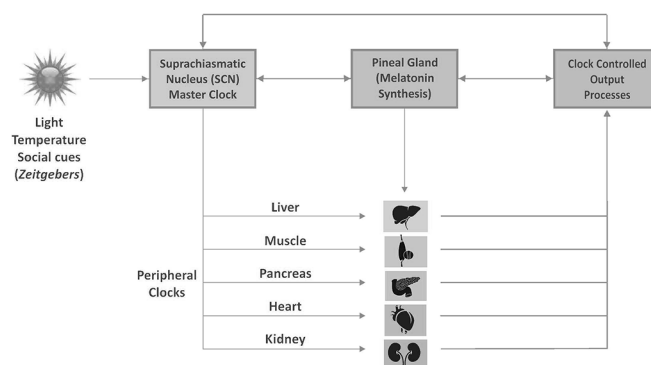 Suprachiasmatic
Nucleus (SCN)
Master Clock
Pineal Gland
(Melatonin
Synthesis)
Clock Controlled
Output
Processes
Light
Temperature
Social cues
(Zeitgebers)
Peripheral
Clocks
Liver
Muscle
Pancreas
Heart
Kidney